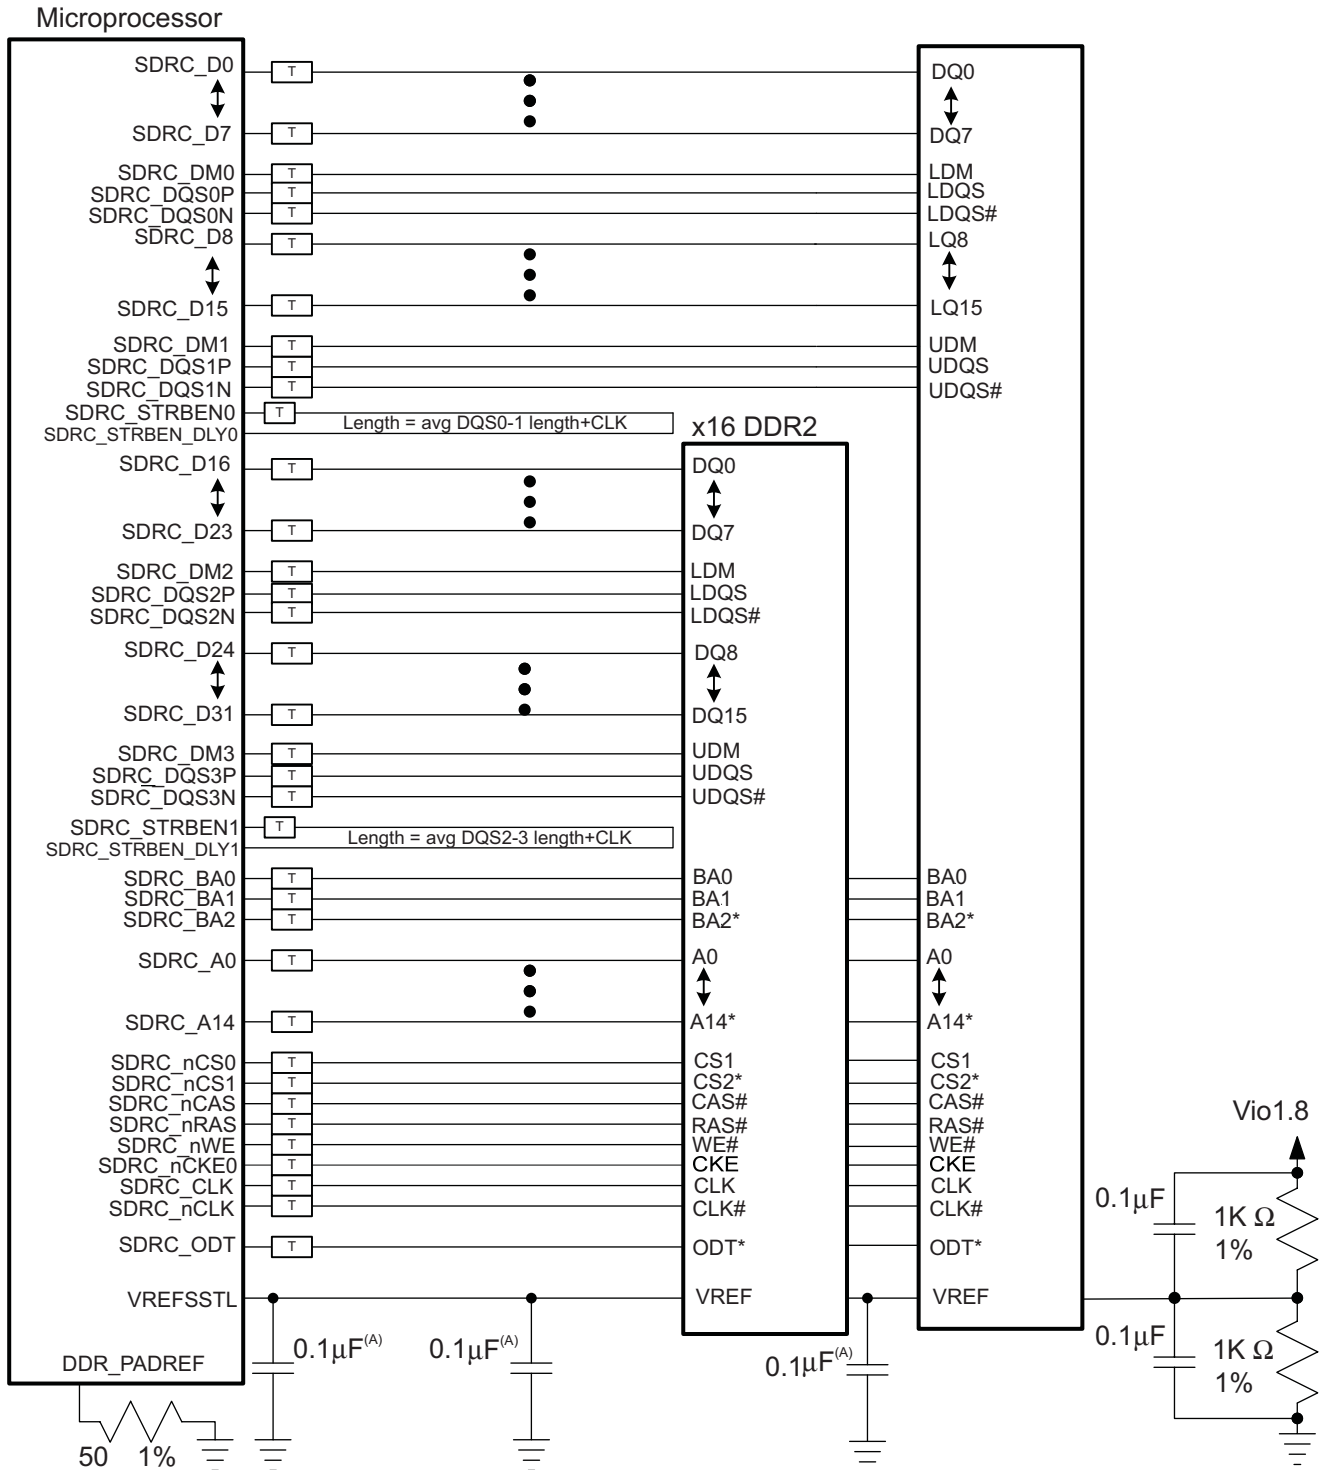 Microprocessor
SDRC_D0 T DQ0
SDRC_D7 T DQ7
SDRC_DM0 T LDM
SDRC_DQS0P T LDQS
SDRC_DQS0N T LDQS#
SDRC_D8 T LQ8
SDRC_D15 T LQ15
SDRC_DM1 T UDM
SDRC_DQS1P T UDQS
SDRC_DQS1N T UDQS#
SDRC_STRBEN0 T
Length = avg DQS0-1 length+CLK
SDRC_STRBEN_DLY0
x16 DDR2
SDRC_D16 T DQ0
SDRC_D23 T DQ7
SDRC_DM2 T LDM
SDRC_DQS2P T LDQS
SDRC_DQS2N T LDQS#
SDRC_D24 T DQ8
SDRC_D31 T DQ15
SDRC_DM3 T UDM
SDRC_DQS3P T UDQS
SDRC_DQS3N T UDQS#
SDRC_STRBEN1 T
Length = avg DQS2-3 length+CLK
SDRC_STRBEN_DLY1
SDRC_BA0 T BA0 BA0
SDRC_BA1 T BA1 BA1
SDRC_BA2 T BA2* BA2*
SDRC_A0 T A0 A0
SDRC_A14 T A14* A14*
SDRC_nCS0 T CS1 CS1
SDRC_nCS1 T CS2* CS2*
SDRC_nCAS T CAS# CAS#
SDRC_nRAS T RAS# RAS#
SDRC_nWE T WE# WE#
SDRC_nCKE0 T CKE CKE
SDRC_CLK T CLK CLK
SDRC_nCLK T CLK# CLK#
SDRC_ODT T ODT* ODT*
VREFSSTL VREF VREF
Vio1.8
0.1µF
1K Ω
1%
0.1µF
1K Ω
1%
0.1µF(A)
0.1µF(A)
0.1µF(A)
DDR_PADREF
50 1%